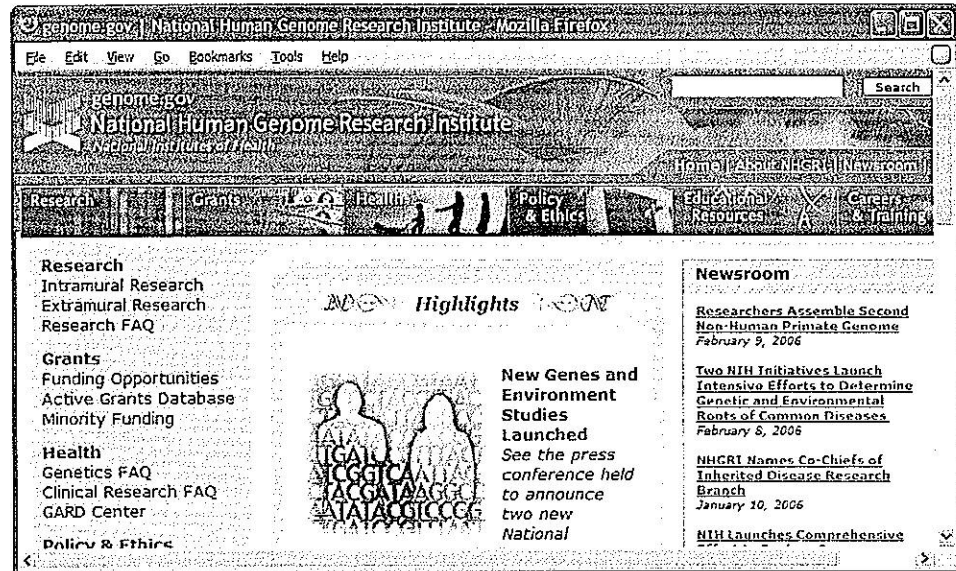 genome.gov | National Human Genome Research Institute - Mozilla Firefox
File Edit View Go Bookmarks Tools Help
Search
genome.gov
National Human Genome Research Institute
National Institutes of Health
Home | About NHGRI | Newsroom |
Research Grants Health Policy & Ethics Educational Resources Careers & Training
Research
Intramural Research
Extramural Research
Research FAQ
Grants
Funding Opportunities
Active Grants Database
Minority Funding
Health
Genetics FAQ
Clinical Research FAQ
GARD Center
Policy & Ethics
Highlights
New Genes and
Environment
Studies
Launched
See the press
conference held
to announce
two new
National
TGATC
ATCGGTCAATAT
TACGATAAGGCT
ATATACGTCCCG
Newsroom
Researchers Assemble Second
Non-Human Primate Genome
February 9, 2006
Two NIH Initiatives Launch
Intensive Efforts to Determine
Genetic and Environmental
Roots of Common Diseases
February 8, 2006
NHGRI Names Co-Chiefs of
Inherited Disease Research
Branch
January 10, 2006
NIH Launches Comprehensive